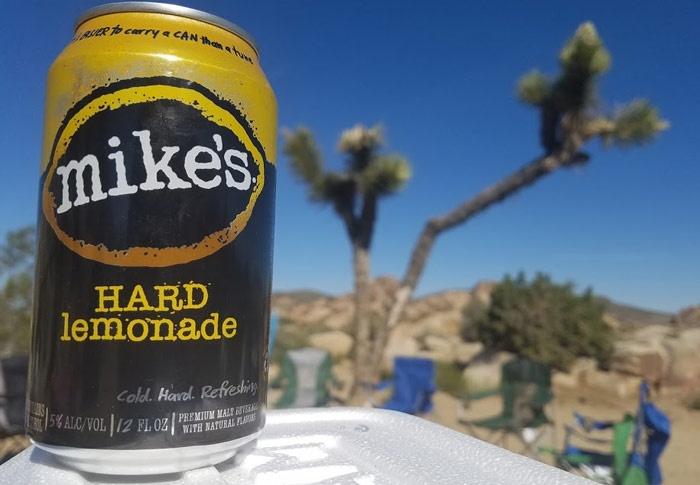 EASIER to carry a CAN than a tune
mike's.
HARD
lemonade
Cold. Hard. Refreshing.
5% ALC/VOL | 12 FL OZ | PREMIUM MALT BEVERAGE
WITH NATURAL FLAVORS